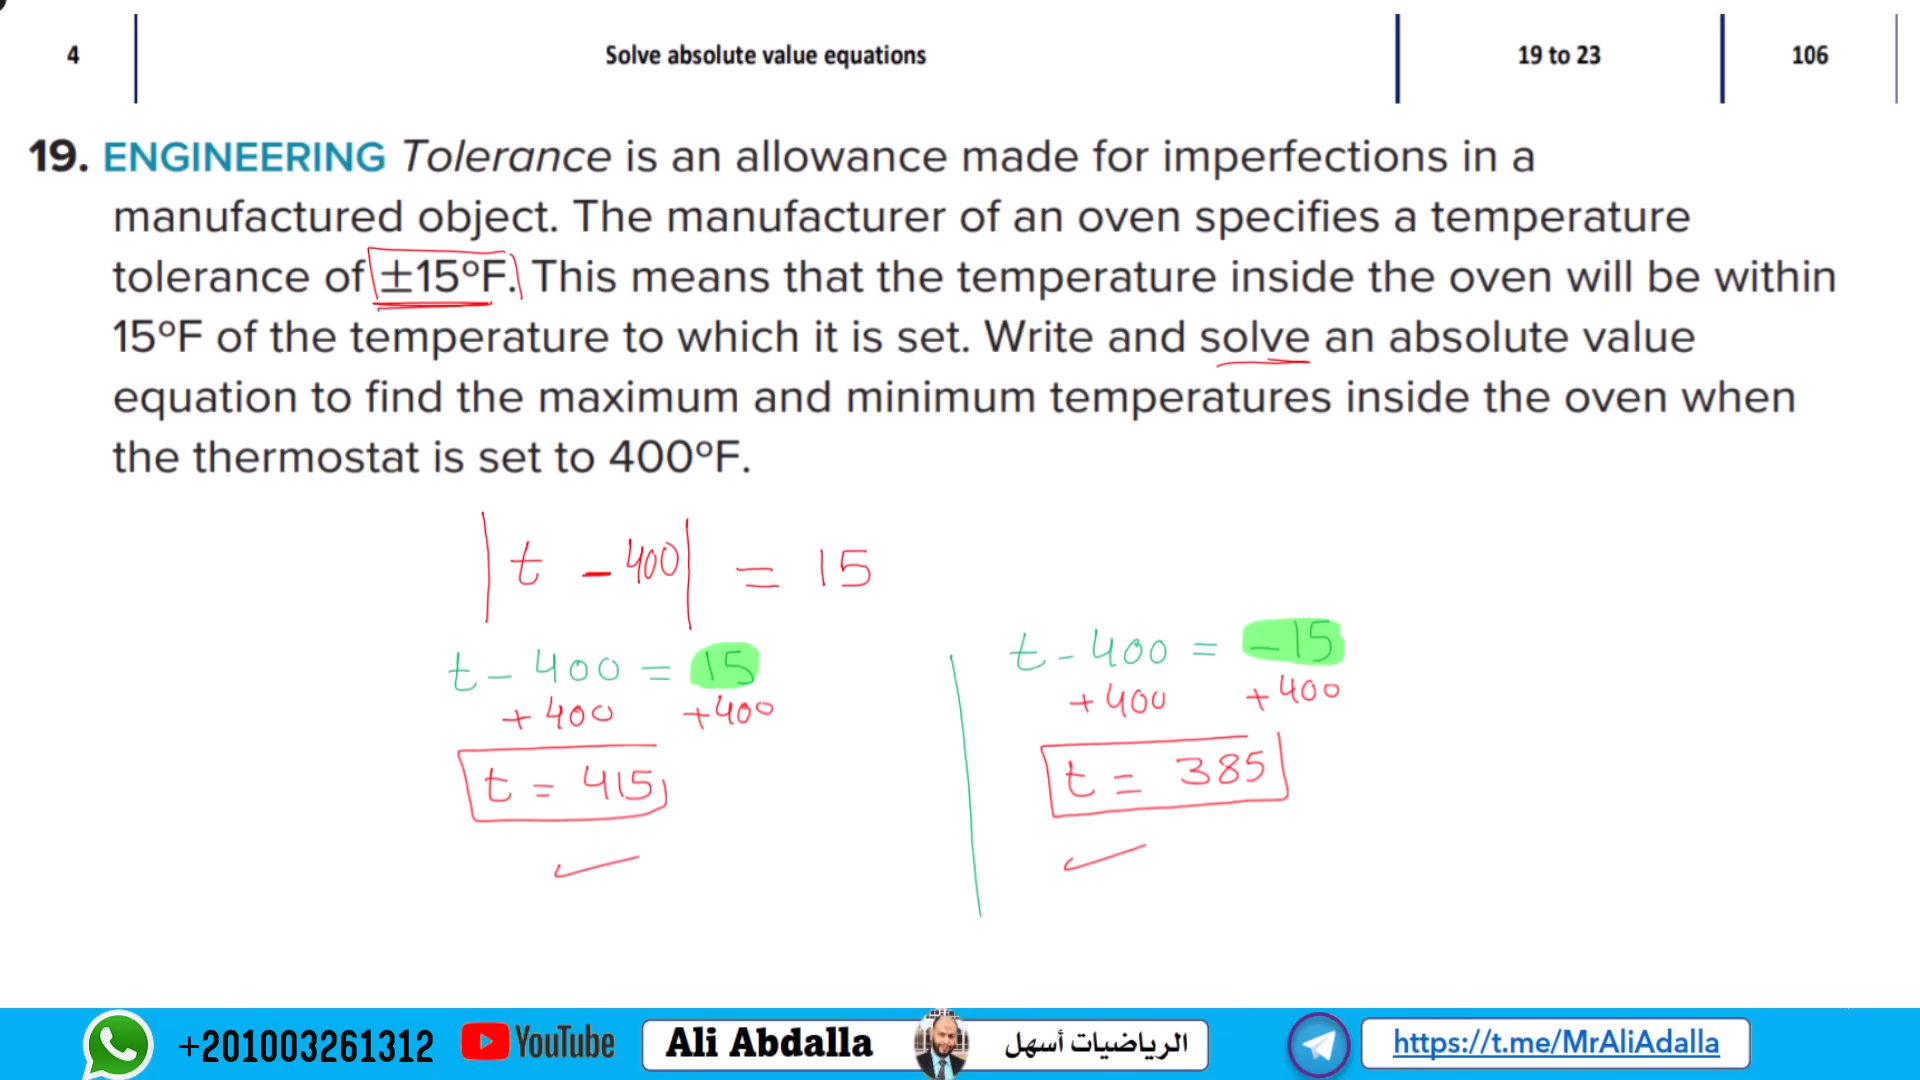 4 Solve absolute value equations 19 to 23 106
19. ENGINEERING Tolerance is an allowance made for imperfections in a
manufactured object. The manufacturer of an oven specifies a temperature
tolerance of ±15°F. This means that the temperature inside the oven will be within
15°F of the temperature to which it is set. Write and solve an absolute value
equation to find the maximum and minimum temperatures inside the oven when
the thermostat is set to 400°F.
|t - 400| = 15
t - 400 = 15
+400 +400
t = 415
t - 400 = -15
+400 +400
t = 385
+201003261312 YouTube Ali Abdalla الرياضيات أسهل https://t.me/MrAliAdalla